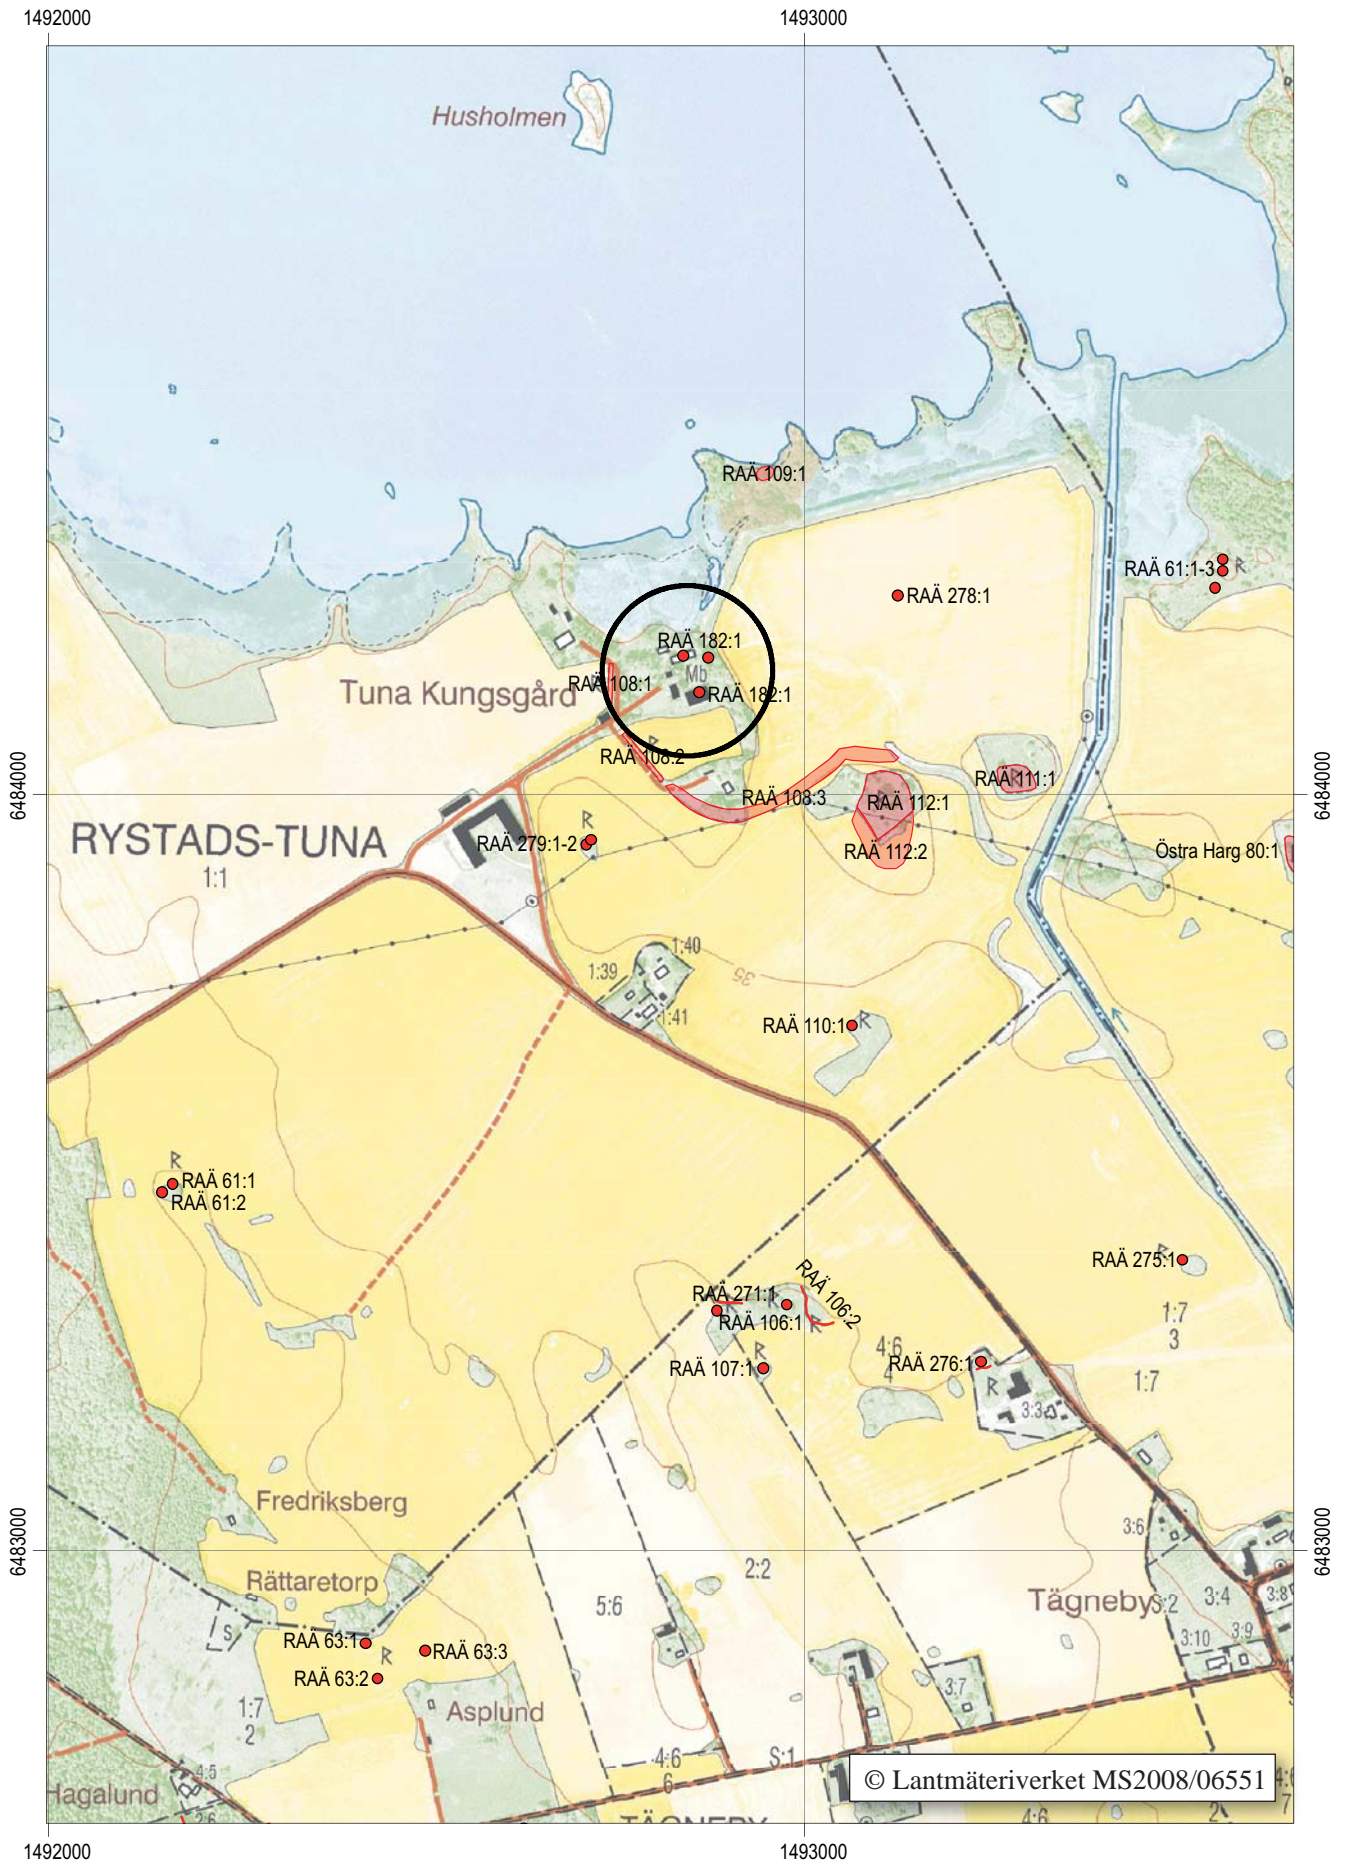 1492000
1493000
Husholmen
RAÄ 109:1
RAÄ 61:1-3
RAÄ 278:1
RAÄ 182:1
Mb
RAÄ 108:1
Tuna Kungsgård
RAÄ 182:1
RAÄ 108:2
RAÄ 111:1
6484000
6484000
RAÄ 108:3
RAÄ 112:1
RYSTADS-TUNA
1:1
RAÄ 279:1-2
RAÄ 112:2
Östra Harg 80:1
1:40
1:39
35
1:41
RAÄ 110:1
RAÄ 61:1
RAÄ 61:2
RAÄ 275:1
RAÄ 271:1
RAÄ 106:2
RAÄ 106:1
1:7
3
4:6
4
RAÄ 107:1
RAÄ 276:1
1:7
3:3
Fredriksberg
3:6
6483000
6483000
2:2
Rättaretorp
5:6
Tägneby
S:2
3:4
3:8
S
3:10
3:9
RAÄ 63:1
RAÄ 63:3
RAÄ 63:2
3:7
1:7
2
Asplund
4:6
6
S:1
4:5
Hagalund
2:6
© Lantmäteriverket MS2008/06551
4:6
7
2
TÄGNEBY
4:6
1492000
1493000